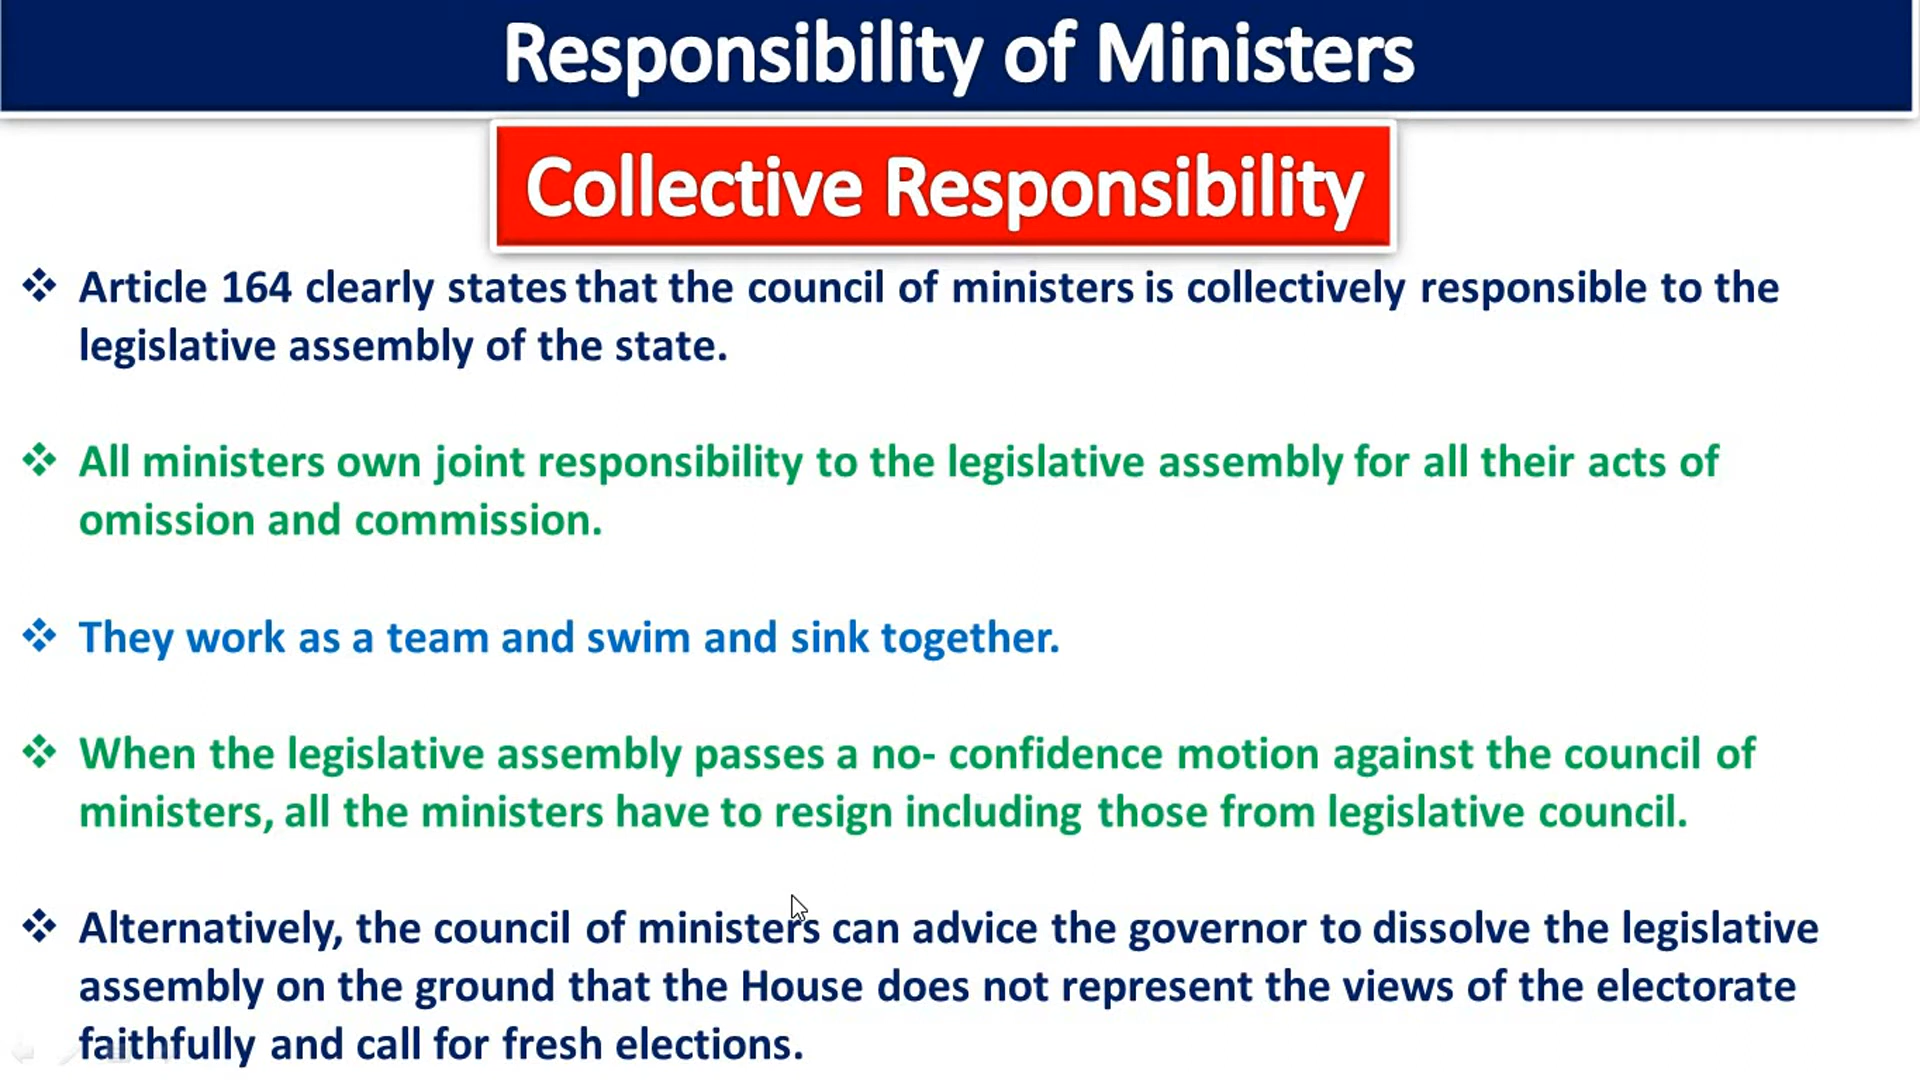 Responsibility of Ministers
Collective Responsibility
❖ Article 164 clearly states that the council of ministers is collectively responsible to the
legislative assembly of the state.
❖ All ministers own joint responsibility to the legislative assembly for all their acts of
omission and commission.
❖ They work as a team and swim and sink together.
❖ When the legislative assembly passes a no- confidence motion against the council of
ministers, all the ministers have to resign including those from legislative council.
❖ Alternatively, the council of ministers can advice the governor to dissolve the legislative
assembly on the ground that the House does not represent the views of the electorate
faithfully and call for fresh elections.